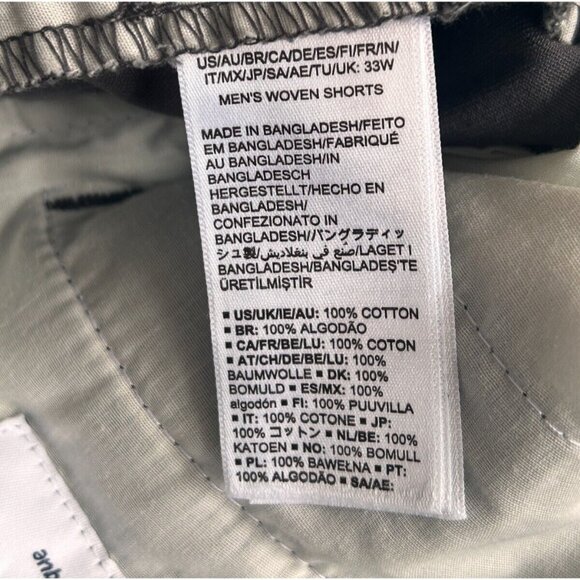 US/AU/BR/CA/DE/ES/FI/FR/IN/
IT/MX/JP/SA/AE/TU/UK: 33W
MEN'S WOVEN SHORTS
MADE IN BANGLADESH/FEITO
EM BANGLADESH/FABRIQUÉ
AU BANGLADESH/IN
BANGLADESCH
HERGESTELLT/HECHO EN
BANGLADESH/
CONFEZIONATO IN
BANGLADESH/バングラディッ
シュ製/صنع في بنغلاديش/LAGET I
BANGLADESH/BANGLADEŞ'TE
ÜRETİLMİŞTİR
▪ US/UK/IE/AU: 100% COTTON
▪ BR: 100% ALGODÃO
▪ CA/FR/BE/LU: 100% COTON
▪ AT/CH/DE/BE/LU: 100%
BAUMWOLLE ▪ DK: 100%
BOMULD ▪ ES/MX: 100%
algodón ▪ FI: 100% PUUVILLA
▪ IT: 100% COTONE ▪ JP:
100% コットン ▪ NL/BE: 100%
KATOEN ▪ NO: 100% BOMULL
▪ PL: 100% BAWEŁNA ▪ PT:
100% ALGODÃO ▪ SA/AE:
que